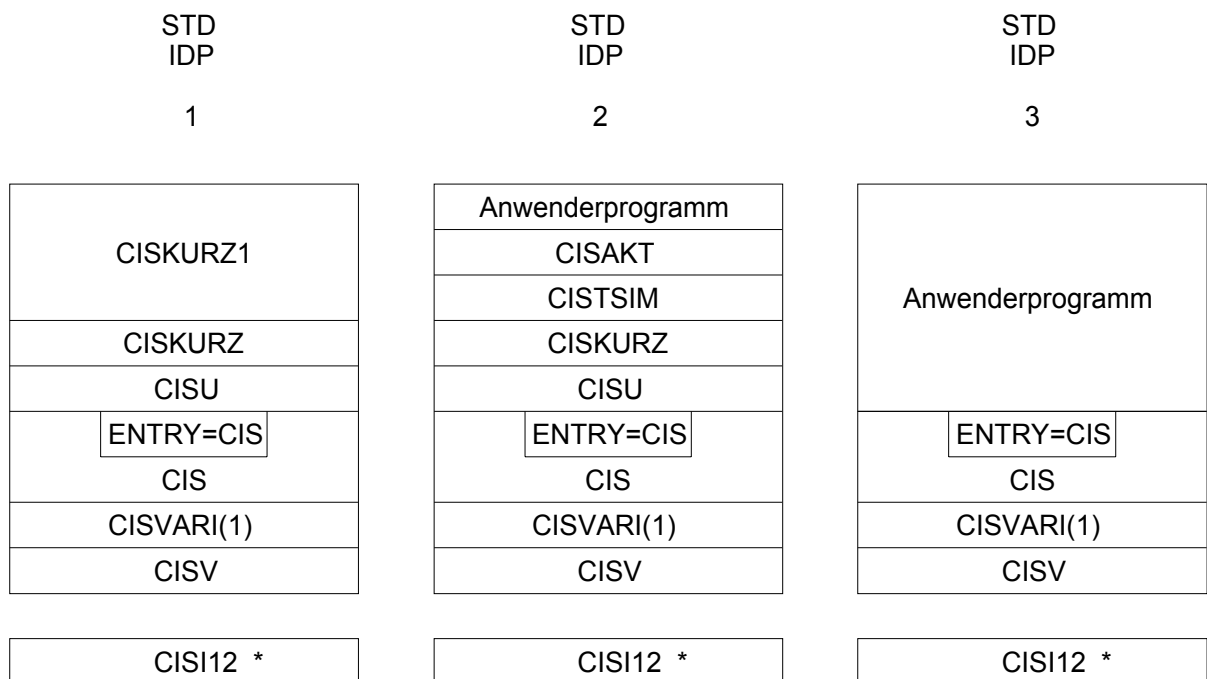 STD STD STD
IDP IDP IDP
1 2 3
Anwenderprogramm
CISKURZ1 CISAKT
CISTSIM Anwenderprogramm
CISKURZ CISKURZ
CISU CISU
ENTRY=CIS ENTRY=CIS ENTRY=CIS
CIS CIS CIS
CISVARI(1) CISVARI(1) CISVARI(1)
CISV CISV CISV
CISI12 * CISI12 * CISI12 *